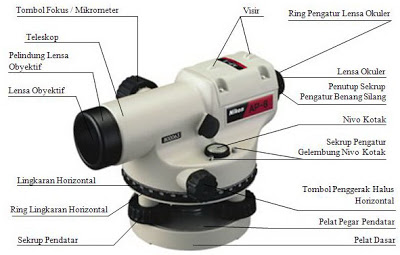 Tombol Fokus / Mikrometer
Visir
Ring Pengatur Lensa Okuler
Teleskop
Pelindung Lensa
Obyektif
Lensa Obyektif
Lensa Okuler
Penutup Sekrup
Pengatur Benang Silang
Nikon
AP-8
Nivo Kotak
Sekrup Pengatur
Gelembung Nivo Kotak
Lingkaran Horizontal
Tombol Penggerak Halus
Horizontal
Ring Lingkaran Horizontal
Pelat Pegar Pendatar
Sekrup Pendatar
Pelat Dasar